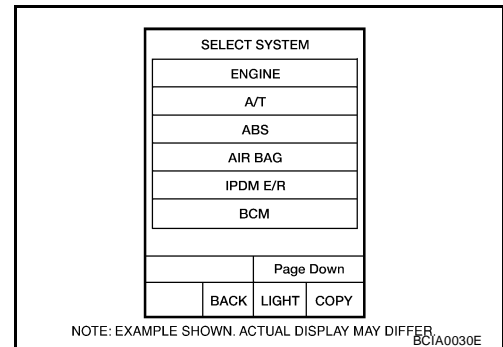 SELECT SYSTEM
ENGINE
A/T
ABS
AIR BAG
IPDM E/R
BCM
Page Down
BACK LIGHT COPY
NOTE: EXAMPLE SHOWN. ACTUAL DISPLAY MAY DIFFER.
BCIA0030E